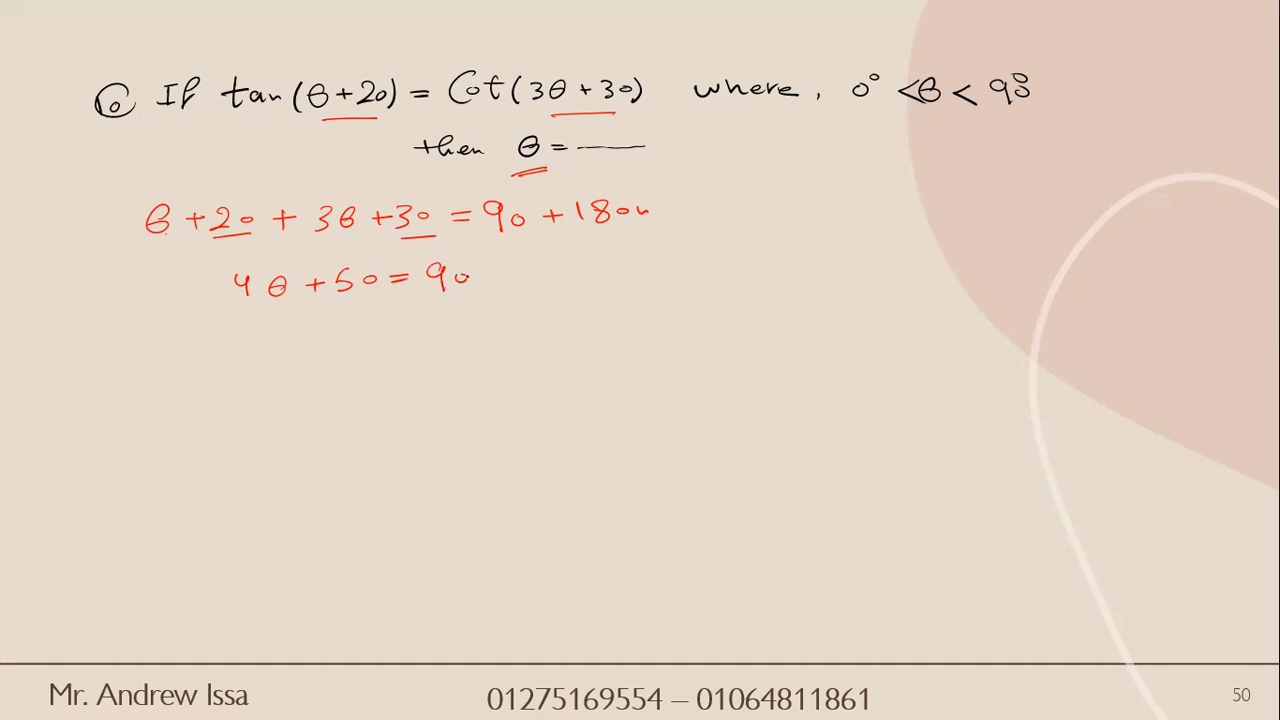 ⑩ If tan(θ+20) = Cot(3θ+30) where, 0° <θ< 90°
then θ = ——
θ+20+3θ+30=90+180n
4θ+50=90
Mr. Andrew Issa 01275169554 – 01064811861 50